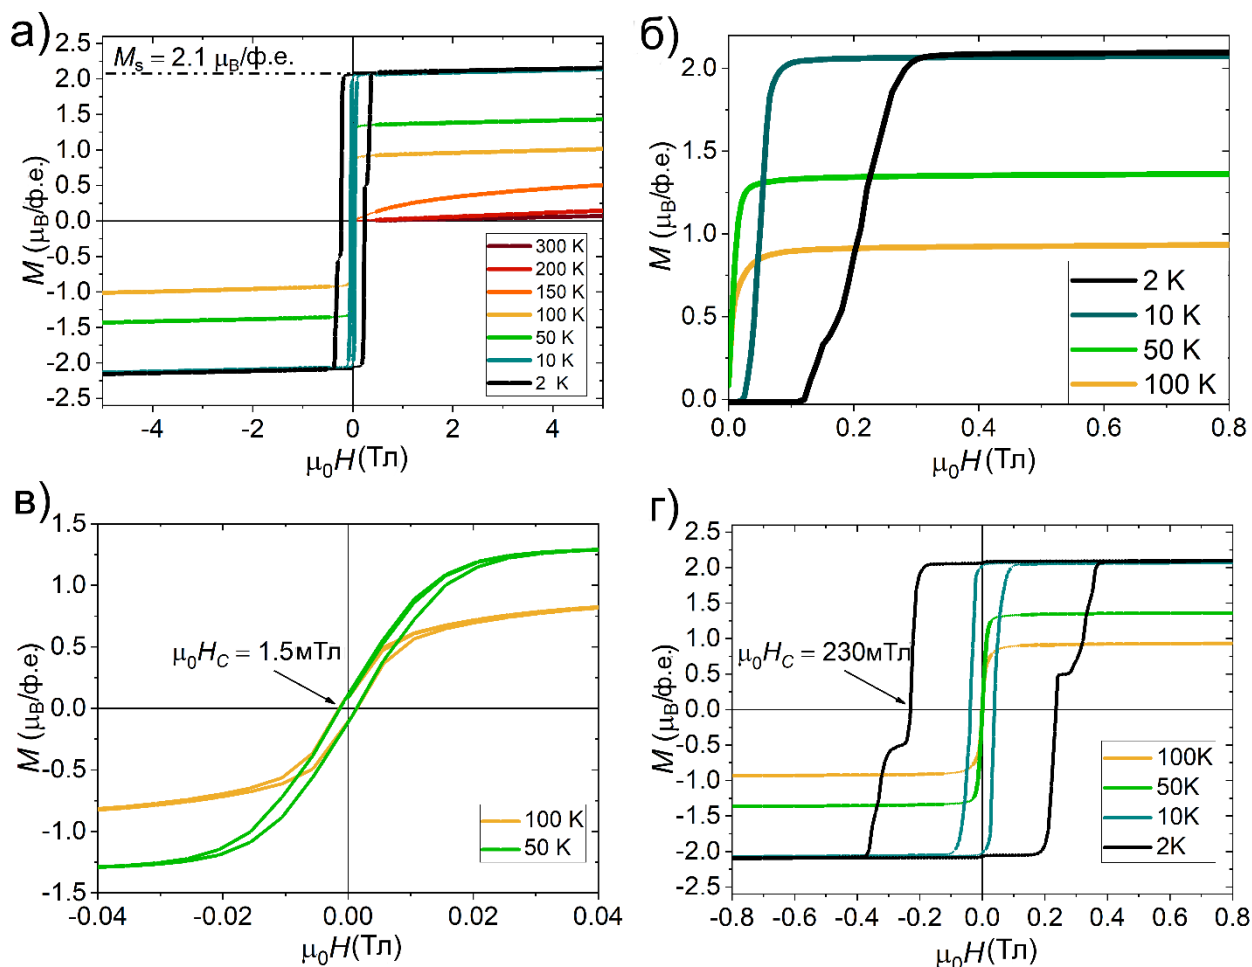 а)
M_s = 2.1 μ_B/ф.е.
2.5
2.0
1.5
1.0
0.5
0.0
-0.5
-1.0
-1.5
-2.0
-2.5
M (μ_B/ф.е.)
300 K
200 K
150 K
100 K
50 K
10 K
2 K
-4 -2 0 2 4
μ₀H (Тл)
б)
2.0
1.5
1.0
0.5
0.0
M (μ_B/ф.е.)
2 K
10 K
50 K
100 K
0.0 0.2 0.4 0.6 0.8
μ₀H (Тл)
в)
1.5
1.0
0.5
0.0
-0.5
-1.0
-1.5
M (μ_B/ф.е.)
μ₀H_C = 1.5мТл
100 K
50 K
-0.04 -0.02 0.00 0.02 0.04
μ₀H (Тл)
г)
2.5
2.0
1.5
1.0
0.5
0.0
-0.5
-1.0
-1.5
-2.0
-2.5
M (μ_B/ф.е.)
μ₀H_C = 230мТл
100K
50K
10K
2K
-0.8 -0.6 -0.4 -0.2 0.0 0.2 0.4 0.6 0.8
μ₀H (Тл)